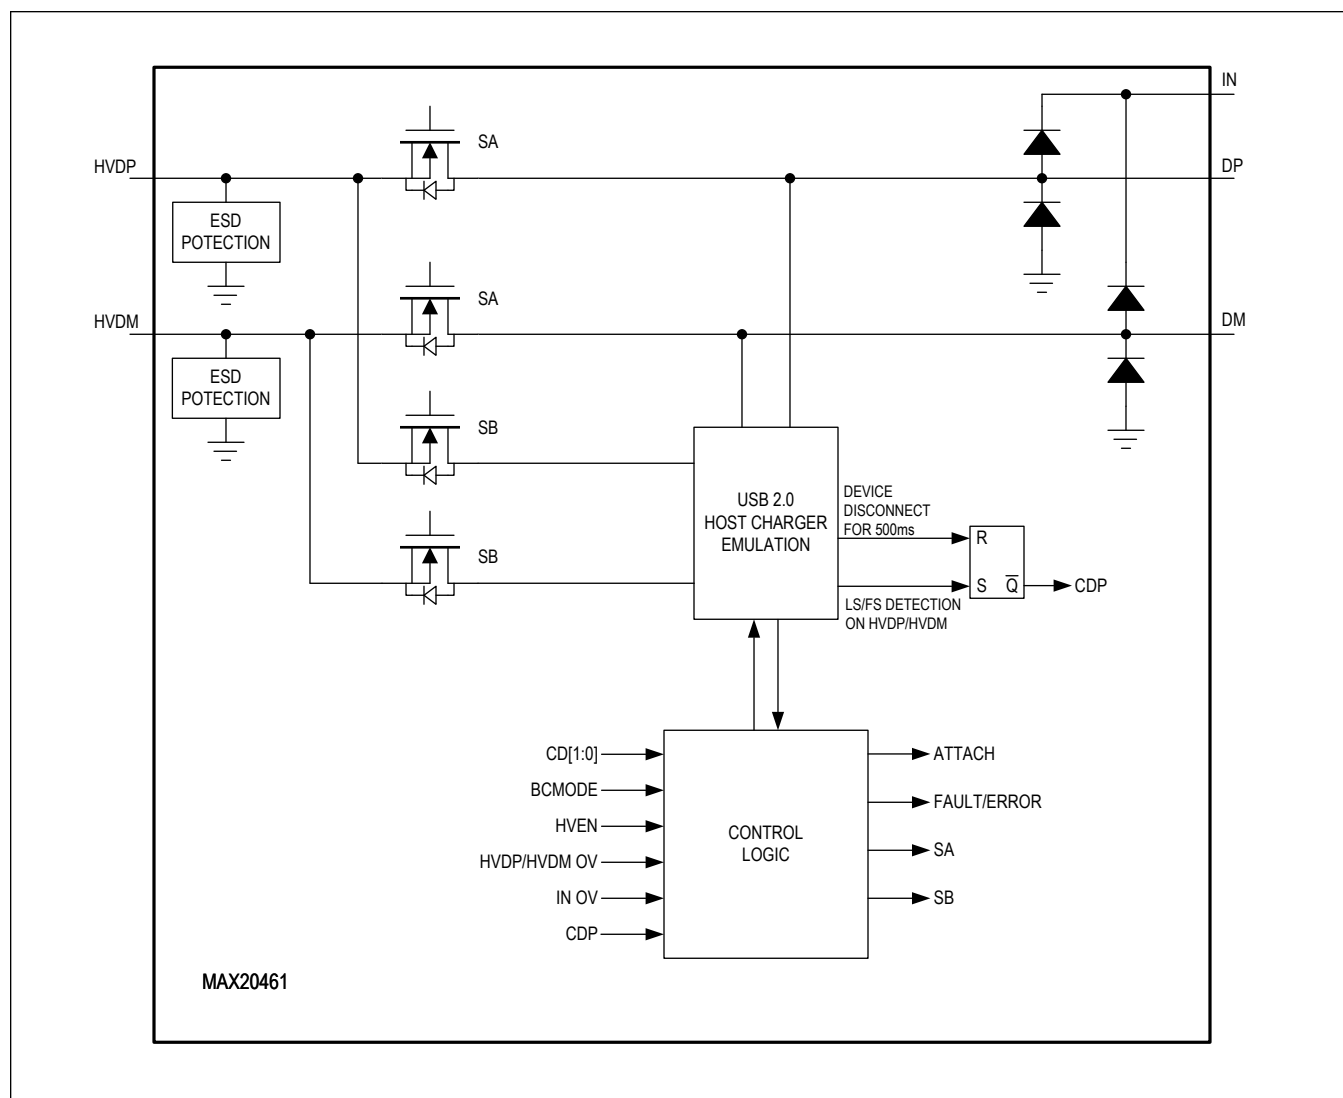 IN
SA
HVDP
DP
ESD
POTECTION
SA
HVDM
DM
ESD
POTECTION
SB
SB
USB 2.0
HOST CHARGER
EMULATION
DEVICE
DISCONNECT
FOR 500ms
R
S
Q̅
CDP
LS/FS DETECTION
ON HVDP/HVDM
CD[1:0]
BCMODE
HVEN
HVDP/HVDM OV
IN OV
CDP
CONTROL
LOGIC
ATTACH
FAULT/ERROR
SA
SB
MAX20461